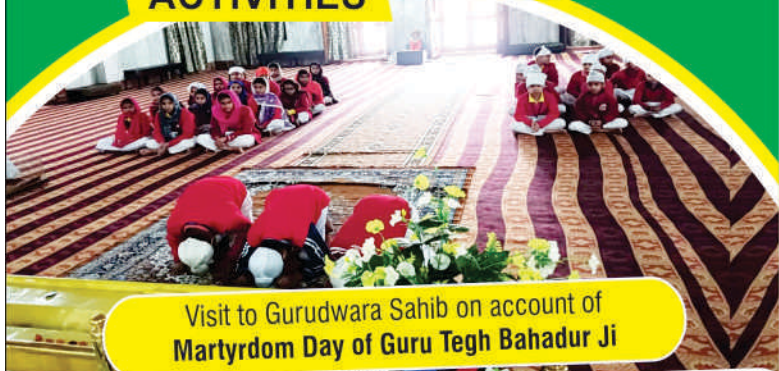 ACTIVITIES
Visit to Gurudwara Sahib on account of
Martyrdom Day of Guru Tegh Bahadur Ji